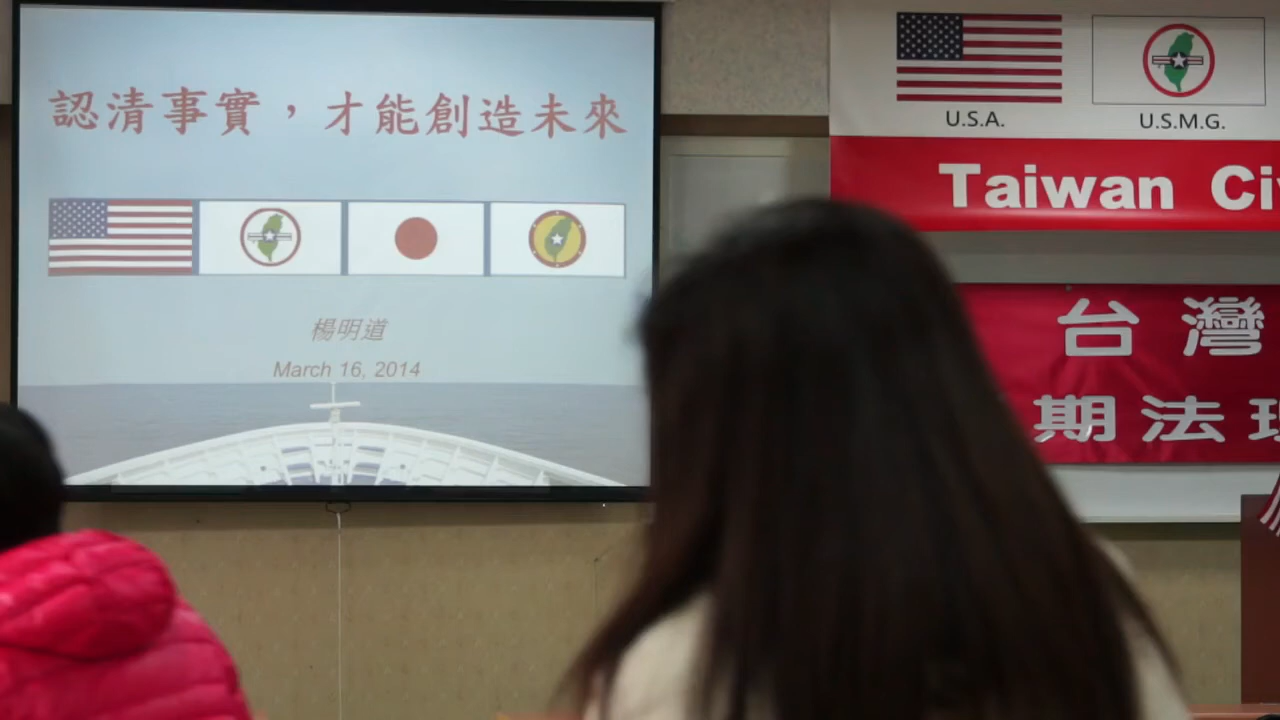 認清事實，才能創造未來
楊明道
March 16, 2014
U.S.A.
U.S.M.G.
Taiwan Ci
台灣
期法